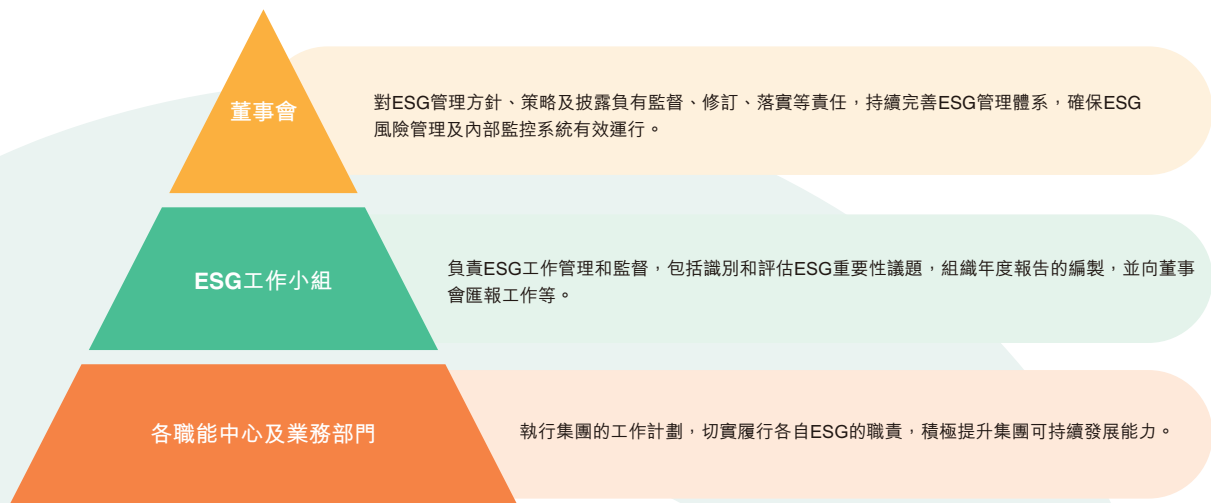 董事會
對ESG管理方針、策略及披露負有監督、修訂、落實等責任，持續完善ESG管理體系，確保ESG
風險管理及內部監控系統有效運行。
ESG工作小組
負責ESG工作管理和監督，包括識別和評估ESG重要性議題，組織年度報告的編製，並向董事
會匯報工作等。
各職能中心及業務部門
執行集團的工作計劃，切實履行各自ESG的職責，積極提升集團可持續發展能力。